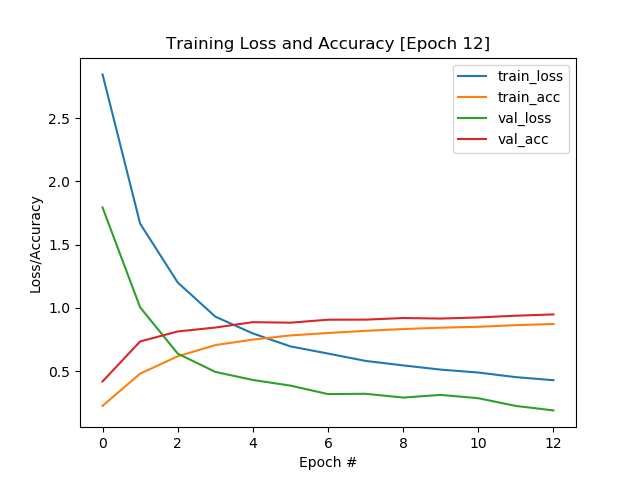 Training Loss and Accuracy [Epoch 12]
train_loss
train_acc
val_loss
val_acc
2.5
2.0
1.5
1.0
0.5
Loss/Accuracy
0 2 4 6 8 10 12
Epoch #